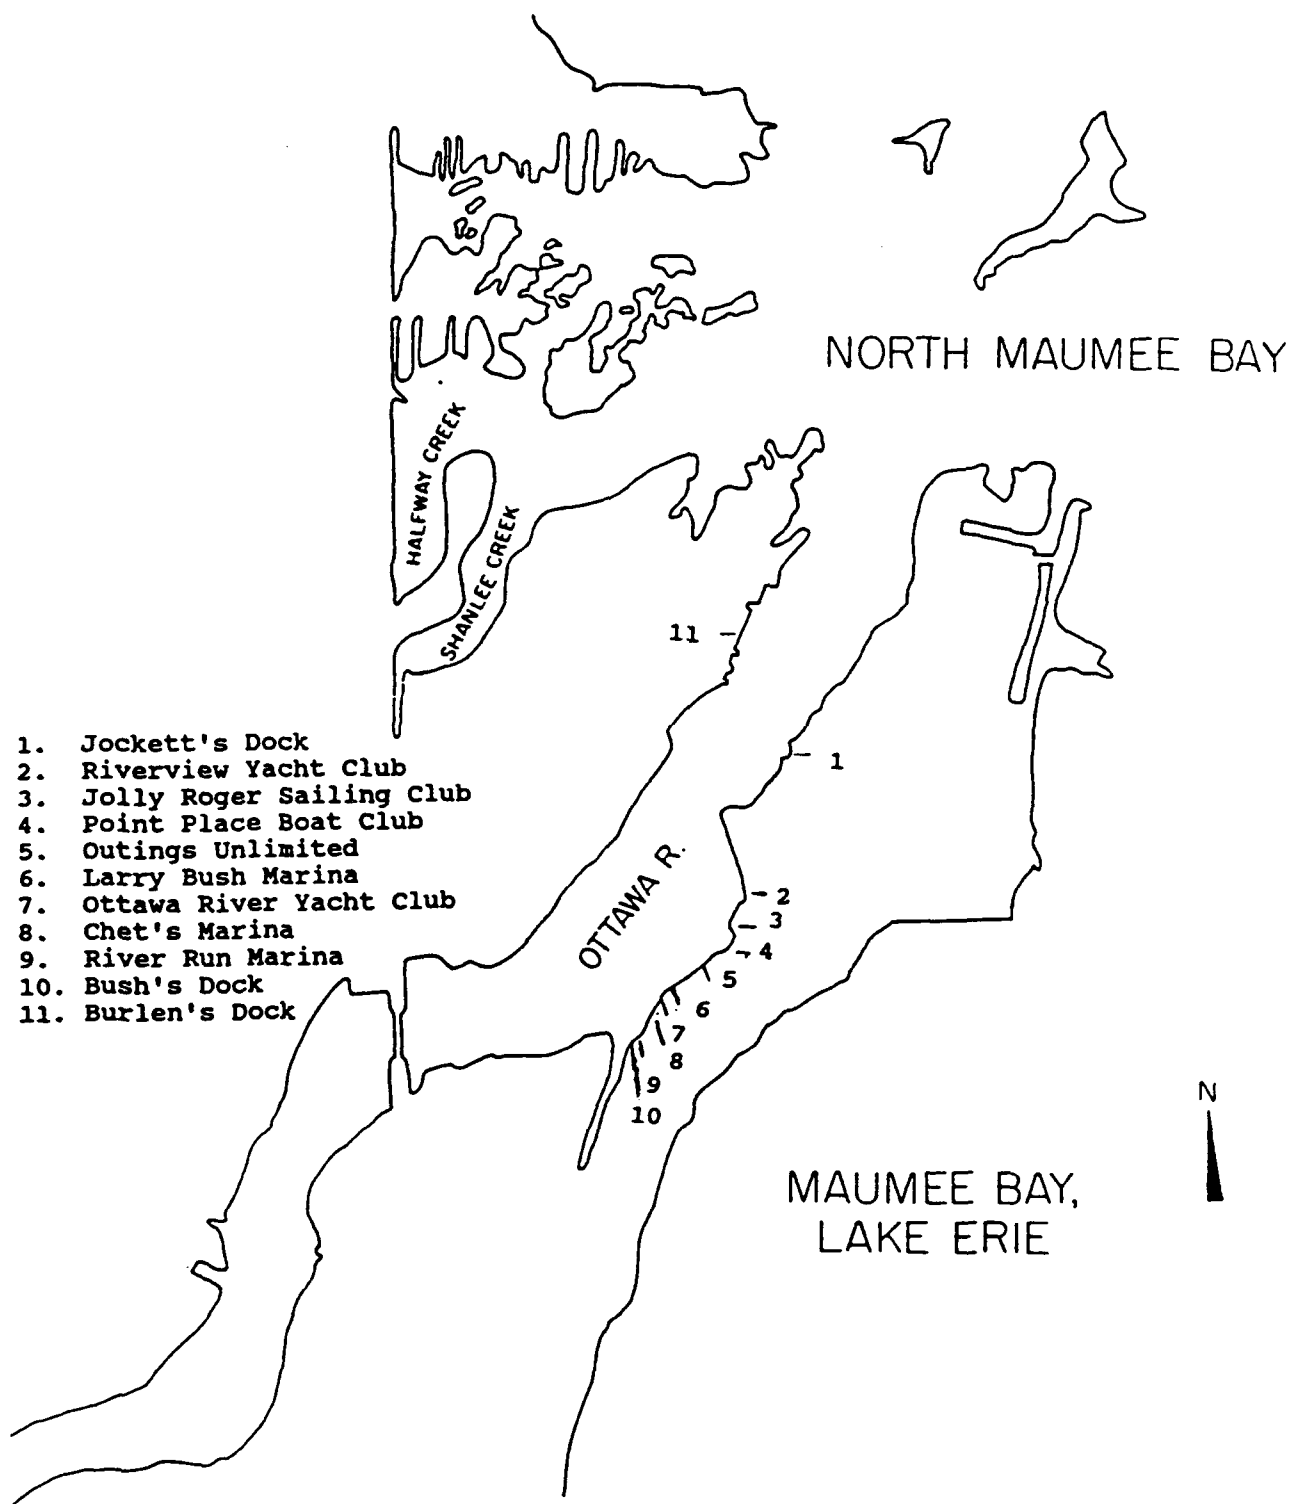 NORTH MAUMEE BAY
HALFWAY CREEK
SHANLEE CREEK
11
1. Jockett's Dock
2. Riverview Yacht Club
3. Jolly Roger Sailing Club
4. Point Place Boat Club
5. Outings Unlimited
6. Larry Bush Marina
7. Ottawa River Yacht Club
8. Chet's Marina
9. River Run Marina
10. Bush's Dock
11. Burlen's Dock
1
OTTAWA R.
2
3
4
5
6
7
8
9
10
N
MAUMEE BAY,
LAKE ERIE